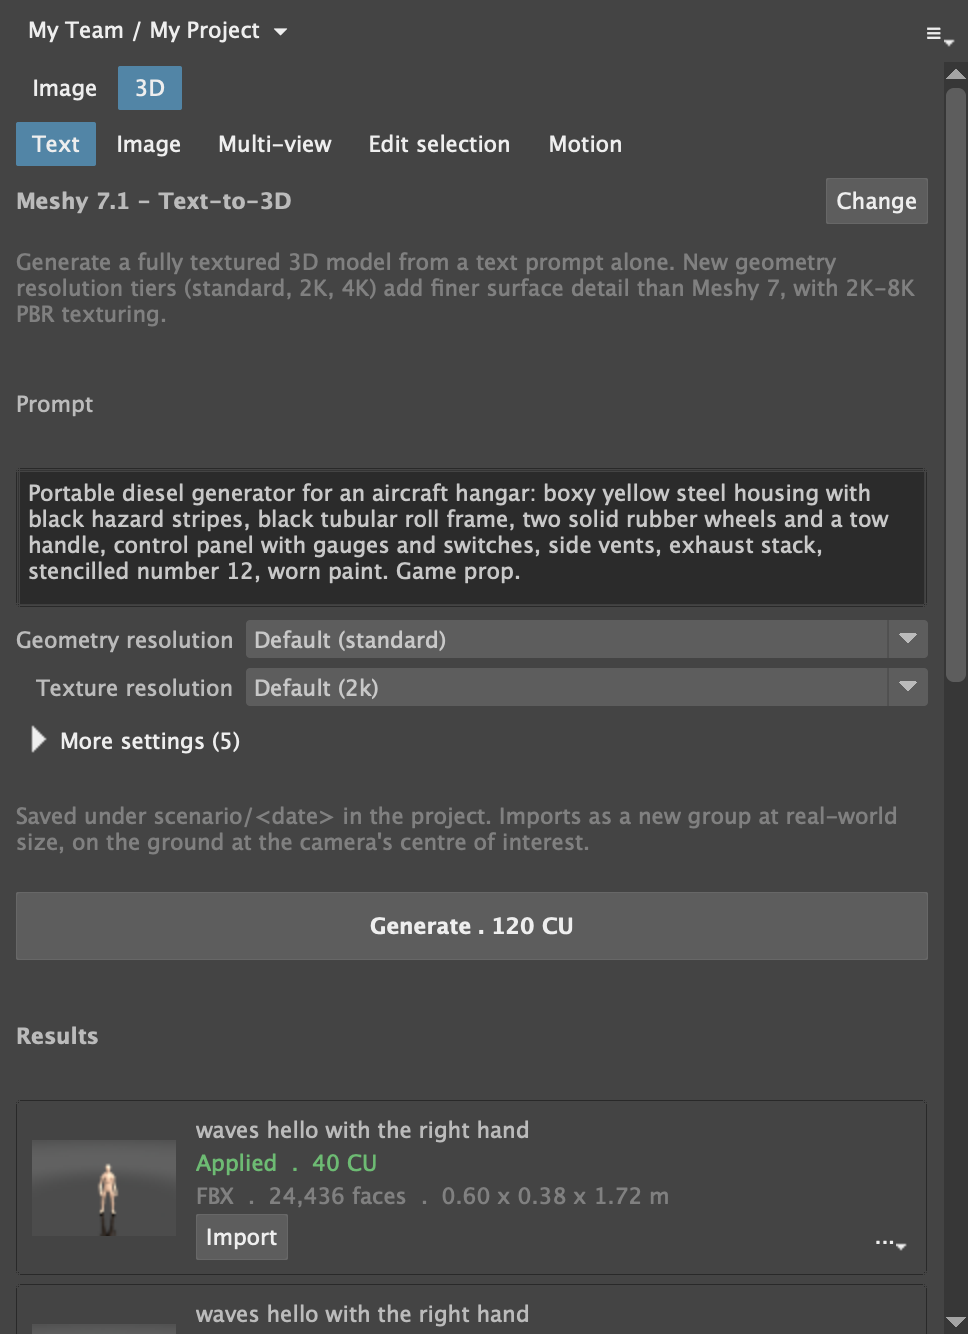 My Team / My Project
Image 3D
Text Image Multi-view Edit selection Motion
Meshy 7.1 - Text-to-3D
Change
Generate a fully textured 3D model from a text prompt alone. New geometry
resolution tiers (standard, 2K, 4K) add finer surface detail than Meshy 7, with 2K-8K
PBR texturing.
Prompt
Portable diesel generator for an aircraft hangar: boxy yellow steel housing with
black hazard stripes, black tubular roll frame, two solid rubber wheels and a tow
handle, control panel with gauges and switches, side vents, exhaust stack,
stencilled number 12, worn paint. Game prop.
Geometry resolution Default (standard)
Texture resolution Default (2k)
More settings (5)
Saved under scenario/<date> in the project. Imports as a new group at real-world
size, on the ground at the camera's centre of interest.
Generate . 120 CU
Results
waves hello with the right hand
Applied . 40 CU
FBX . 24,436 faces . 0.60 x 0.38 x 1.72 m
Import
...
waves hello with the right hand